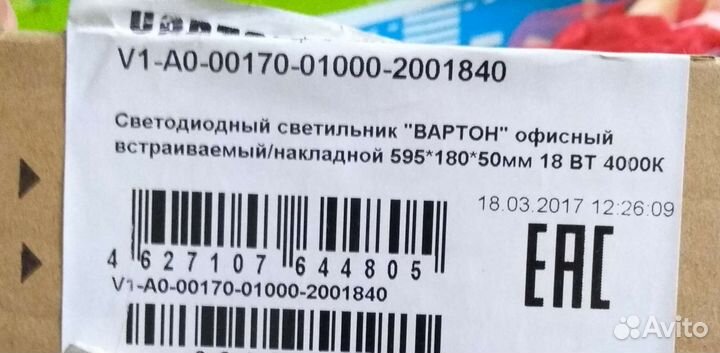 V1-A0-00170-01000-2001840
Светодиодный светильник "ВАРТОН" офисный
встраиваемый/накладной 595*180*50мм 18 ВТ 4000К
18.03.2017 12:26:09
4 627107 644805
ЕАС
V1-A0-00170-01000-2001840
Avito